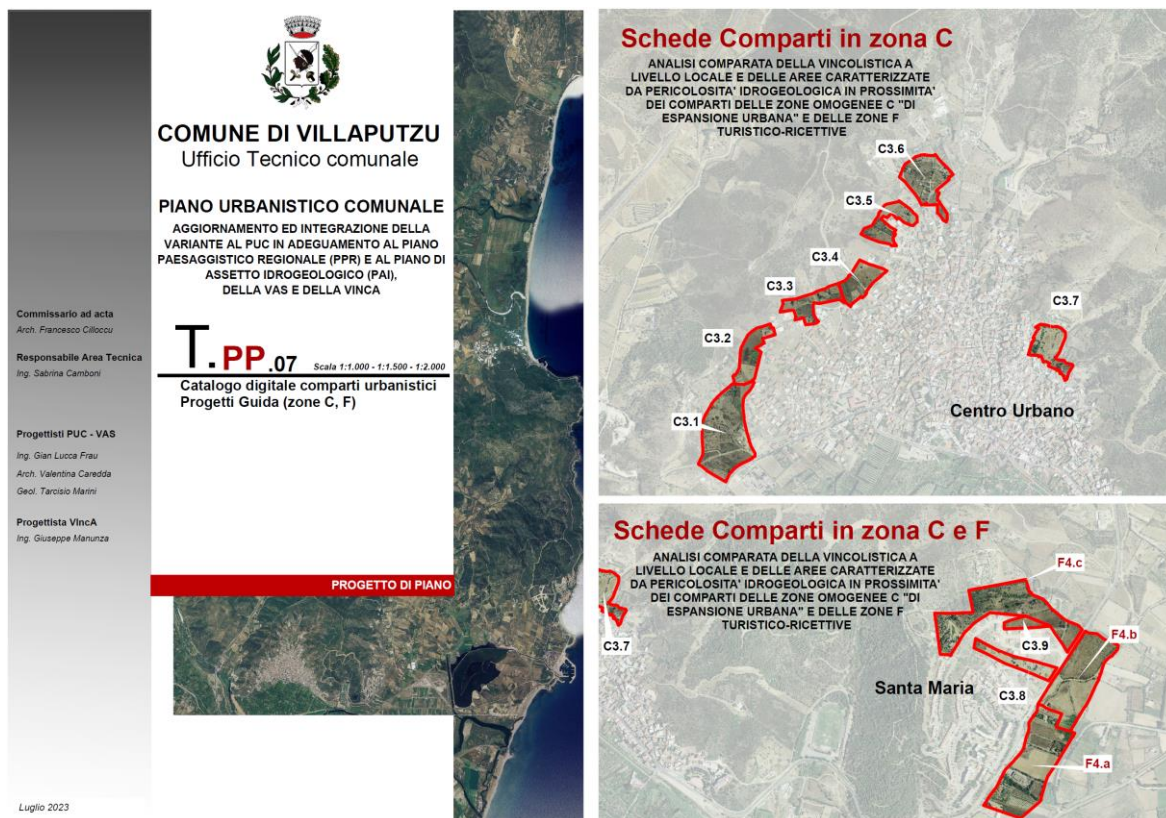 COMUNE DI VILLAPUTZU
Ufficio Tecnico comunale
PIANO URBANISTICO COMUNALE
AGGIORNAMENTO ED INTEGRAZIONE DELLA
VARIANTE AL PUC IN ADEGUAMENTO AL PIANO
PAESAGGISTICO REGIONALE (PPR) E AL PIANO DI
ASSETTO IDROGEOLOGICO (PAI),
DELLA VAS E DELLA VINCA
Commissario ad acta
Arch. Francesco Cilloccu
Responsabile Area Tecnica
Ing. Sabrina Camboni
T.PP.07 Scala 1:1.000 - 1:1.500 - 1:2.000
Catalogo digitale comparti urbanistici
Progetti Guida (zone C, F)
Progettisti PUC - VAS
Ing. Gian Lucca Frau
Arch. Valentina Caredda
Geol. Tarcisio Marini
Progettista VIncA
Ing. Giuseppe Manunza
PROGETTO DI PIANO
Luglio 2023
Schede Comparti in zona C
ANALISI COMPARATA DELLA VINCOLISTICA A
LIVELLO LOCALE E DELLE AREE CARATTERIZZATE
DA PERICOLOSITA' IDROGEOLOGICA IN PROSSIMITA'
DEI COMPARTI DELLE ZONE OMOGENEE C "DI
ESPANSIONE URBANA" E DELLE ZONE F
TURISTICO-RICETTIVE
C3.6
C3.5
C3.4
C3.3
C3.7
C3.2
C3.1
Centro Urbano
Schede Comparti in zona C e F
ANALISI COMPARATA DELLA VINCOLISTICA A
LIVELLO LOCALE E DELLE AREE CARATTERIZZATE
DA PERICOLOSITA' IDROGEOLOGICA IN PROSSIMITA'
DEI COMPARTI DELLE ZONE OMOGENEE C "DI
ESPANSIONE URBANA" E DELLE ZONE F
TURISTICO-RICETTIVE
F4.c
C3.7
C3.9
F4.b
Santa Maria
C3.8
F4.a